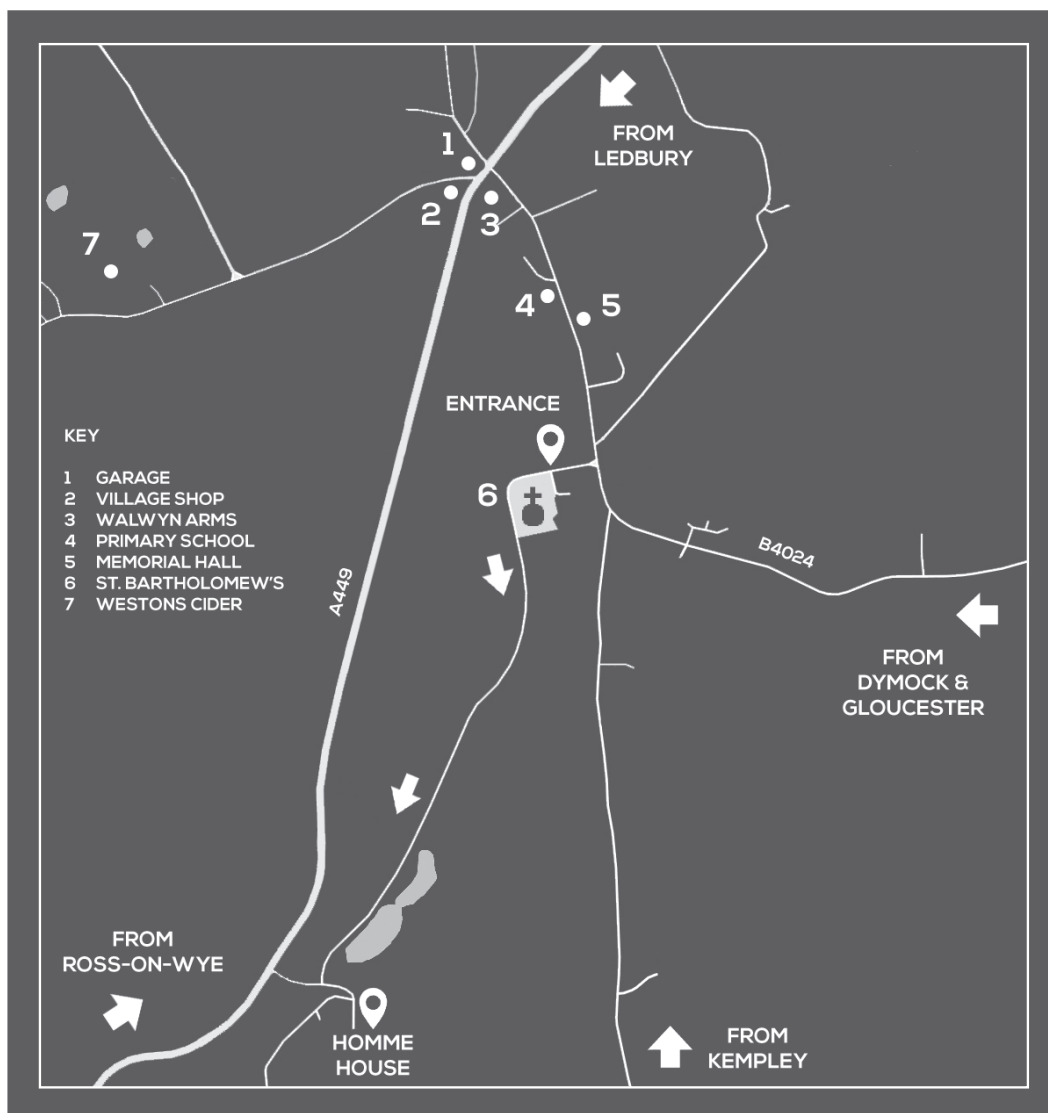 FROM
LEDBURY
1
2
3
7
4
5
ENTRANCE
6
KEY
1 GARAGE
2 VILLAGE SHOP
3 WALWYN ARMS
4 PRIMARY SCHOOL
5 MEMORIAL HALL
6 ST. BARTHOLOMEW'S
7 WESTONS CIDER
A449
B4024
FROM
DYMOCK &
GLOUCESTER
FROM
ROSS-ON-WYE
HOMME
HOUSE
FROM
KEMPLEY